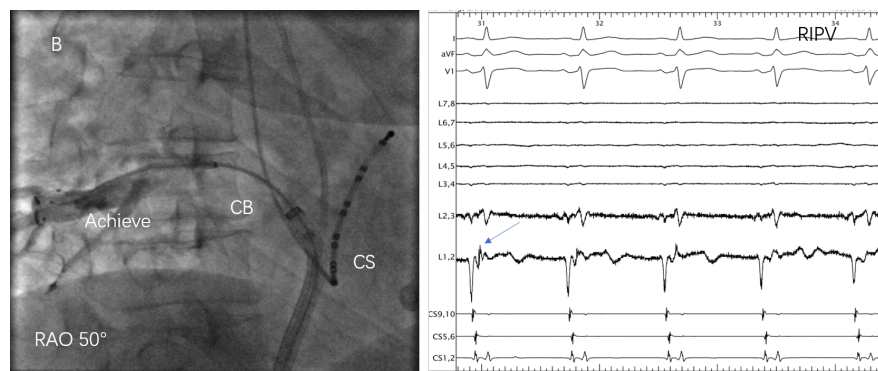 B
Achieve
CB
CS
RAO 50°
31
32
33
34
RIPV
I
aVF
V1
L7,8
L6,7
L5,6
L4,5
L3,4
L2,3
L1,2
CS9,10
CS5,6
CS1,2